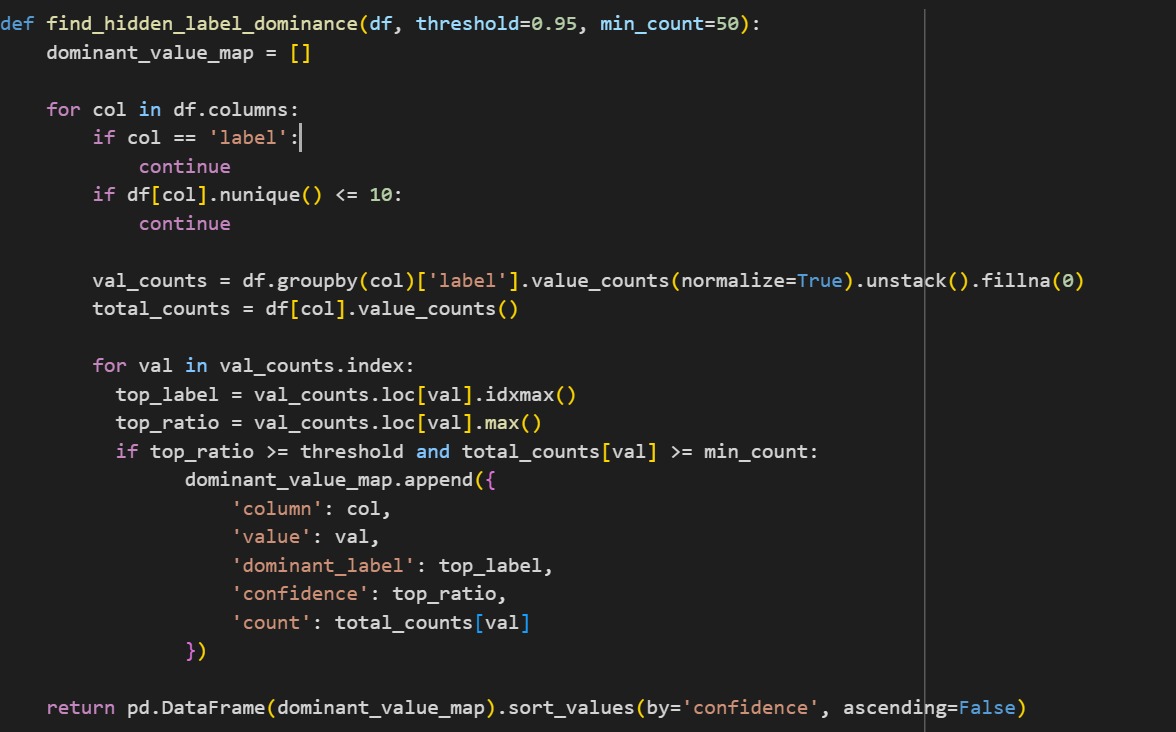 def find_hidden_label_dominance(df, threshold=0.95, min_count=50):
    dominant_value_map = []

    for col in df.columns:
        if col == 'label':
            continue
        if df[col].nunique() <= 10:
            continue

        val_counts = df.groupby(col)['label'].value_counts(normalize=True).unstack().fillna(0)
        total_counts = df[col].value_counts()

        for val in val_counts.index:
          top_label = val_counts.loc[val].idxmax()
          top_ratio = val_counts.loc[val].max()
          if top_ratio >= threshold and total_counts[val] >= min_count:
                dominant_value_map.append({
                    'column': col,
                    'value': val,
                    'dominant_label': top_label,
                    'confidence': top_ratio,
                    'count': total_counts[val]
                })

    return pd.DataFrame(dominant_value_map).sort_values(by='confidence', ascending=False)